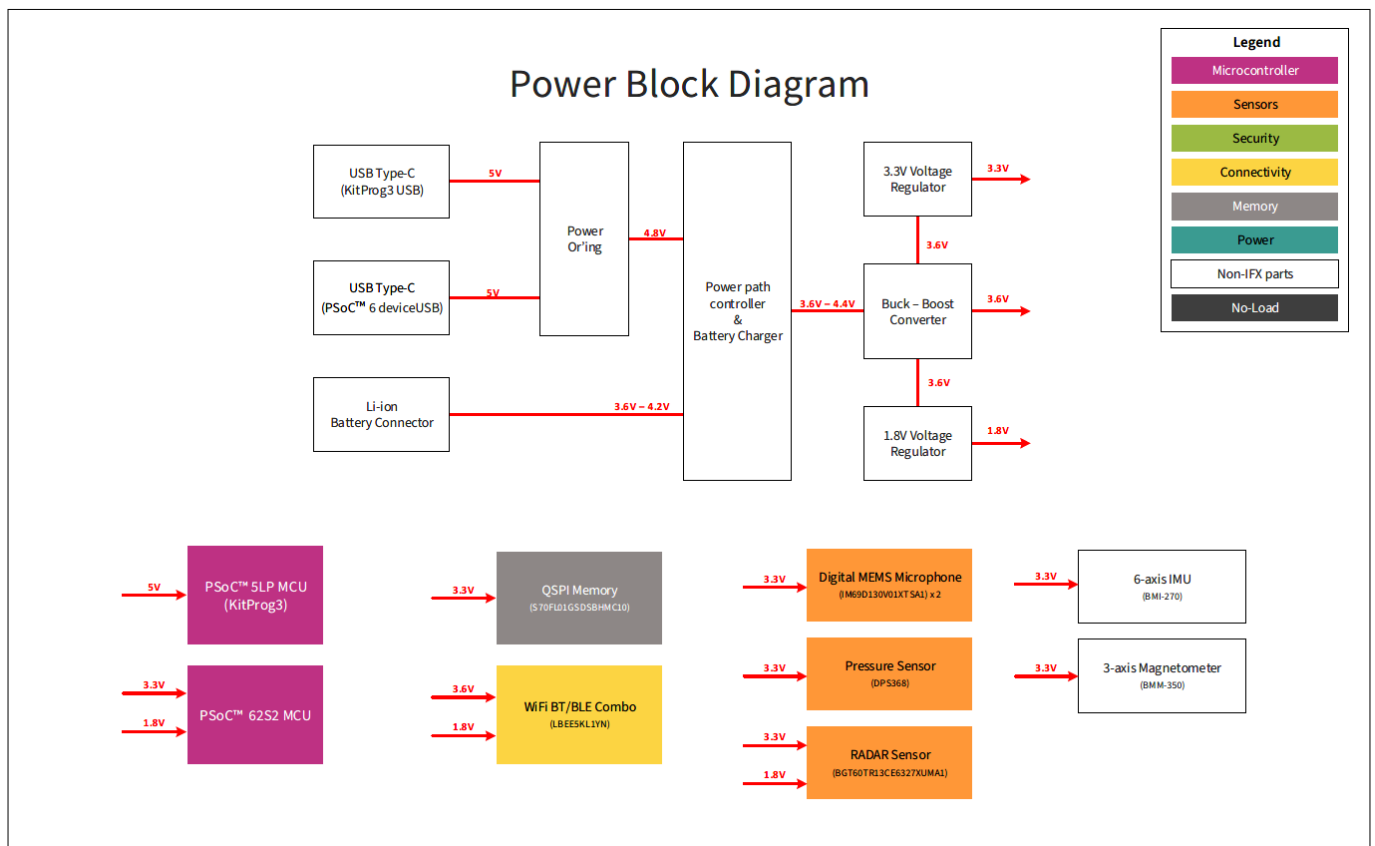 Power Block Diagram
Legend
Microcontroller
Sensors
Security
Connectivity
Memory
Power
Non-IFX parts
No-Load
USB Type-C
(KitProg3 USB)
5V
USB Type-C
(PSoC™ 6 deviceUSB)
5V
Li-ion
Battery Connector
3.6V – 4.2V
Power
Or'ing
4.8V
Power path
controller
&
Battery Charger
3.6V – 4.4V
3.3V Voltage
Regulator
3.3V
3.6V
Buck – Boost
Converter
3.6V
3.6V
1.8V Voltage
Regulator
1.8V
5V
PSoC™ 5LP MCU
(KitProg3)
3.3V
1.8V
PSoC™ 62S2 MCU
3.3V
QSPI Memory
(S70FL01GSDSBHMC10)
3.6V
1.8V
WiFi BT/BLE Combo
(LBEE5KL1YN)
3.3V
Digital MEMS Microphone
(IM69D130V01XTSA1) x 2
3.3V
Pressure Sensor
(DPS368)
3.3V
1.8V
RADAR Sensor
(BGT60TR13CE6327XUMA1)
3.3V
6-axis IMU
(BMI-270)
3.3V
3-axis Magnetometer
(BMM-350)